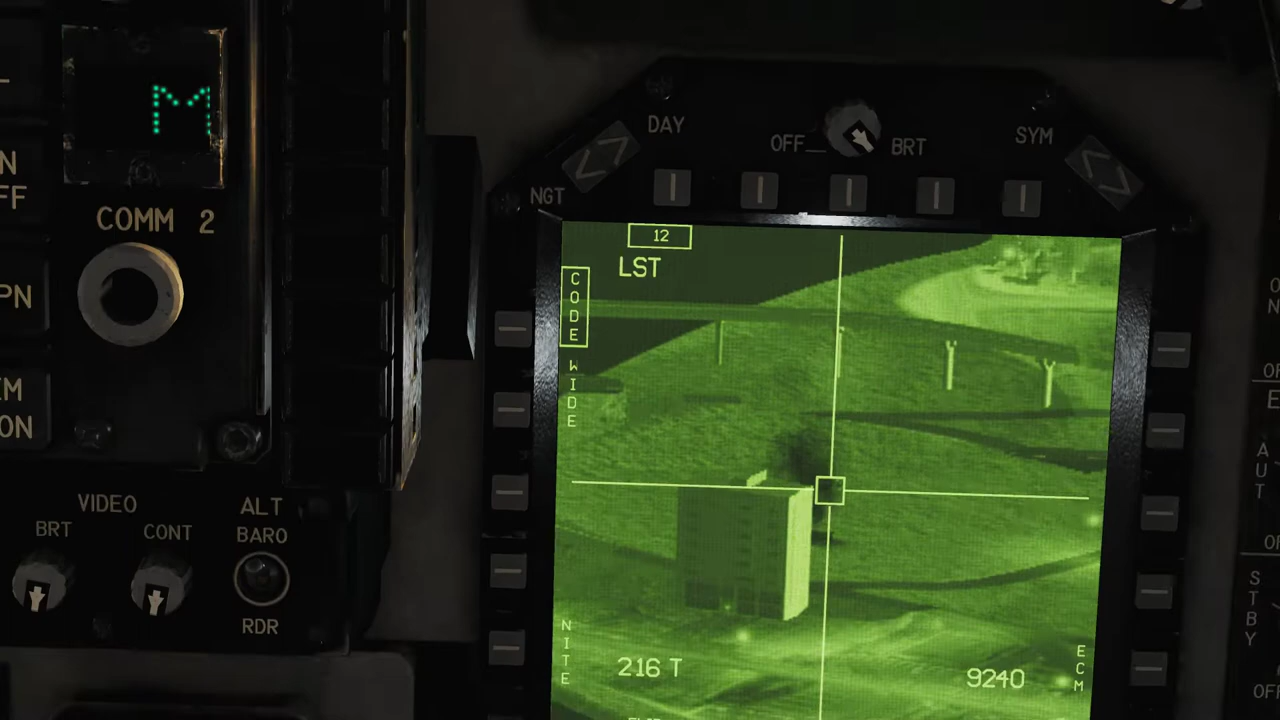 M
COMM 2
VIDEO
BRT
CONT
ALT
BARO
RDR
DAY
OFF
BRT
SYM
NGT
12
LST
CODE
WIDE
NITE
216 T
9240
ECM
AUT
STBY
N
FF
PN
EM
ON